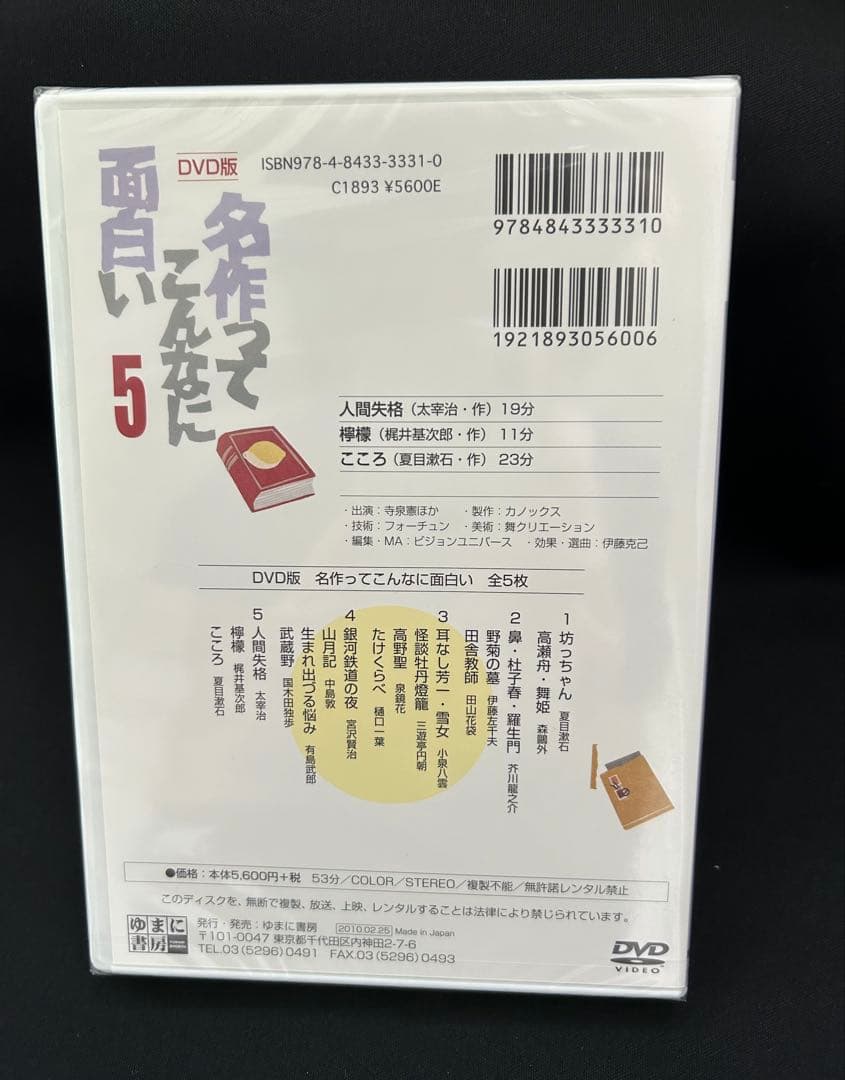 DVD版
ISBN978-4-8433-3331-0
C1893 ¥5600E
9784843333310
1921893056006
名作って
こんなに
面白い
5
人間失格（太宰治・作）19分
檸檬（梶井基次郎・作）11分
こころ（夏目漱石・作）23分
・出演：寺泉憲ほか ・製作：カノックス
・技術：フォーチュン ・美術：舞クリエーション
・編集・MA：ビジョンユニバース ・効果・選曲：伊藤克己
DVD版 名作ってこんなに面白い 全5枚
1 坊っちゃん 夏目漱石
高瀬舟・舞姫 森鷗外
2 鼻・杜子春・羅生門 芥川龍之介
野菊の墓 伊藤左千夫
田舎教師 田山花袋
3 耳なし芳一・雪女 小泉八雲
怪談牡丹燈籠 三遊亭円朝
高野聖 泉鏡花
たけくらべ 樋口一葉
4 銀河鉄道の夜 宮沢賢治
山月記 中島敦
生まれ出づる悩み 有島武郎
武蔵野 国木田独歩
5 人間失格 太宰治
檸檬 梶井基次郎
こころ 夏目漱石
●価格：本体5,600円+税 53分／COLOR／STEREO／複製不能／無許諾レンタル禁止
このディスクを、無断で複製、放送、上映、レンタルすることは法律により禁じられています。
ゆまに
書房
発行・発売：ゆまに書房 2010.02.25 Made in Japan
〒101-0047 東京都千代田区内神田2-7-6
TEL.03(5296)0491 FAX.03(5296)0493
DVD
VIDEO